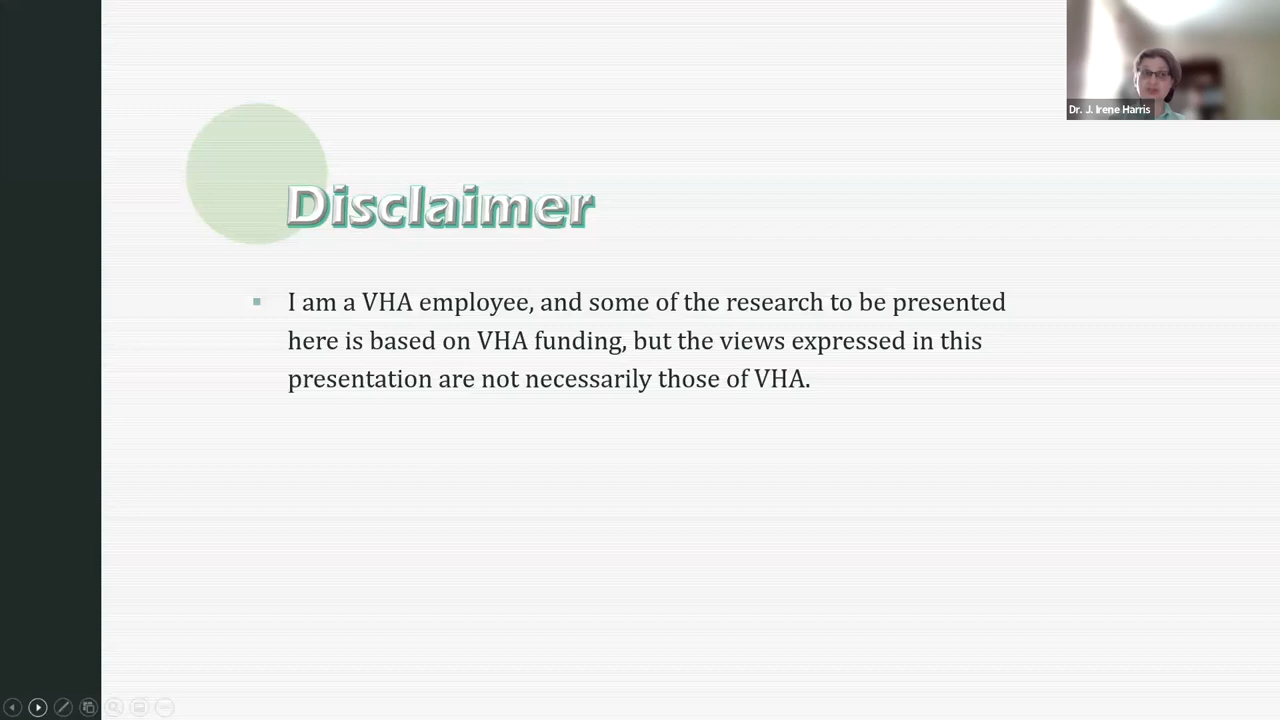 Dr. J. Irene Harris
Disclaimer
▪ I am a VHA employee, and some of the research to be presented
here is based on VHA funding, but the views expressed in this
presentation are not necessarily those of VHA.